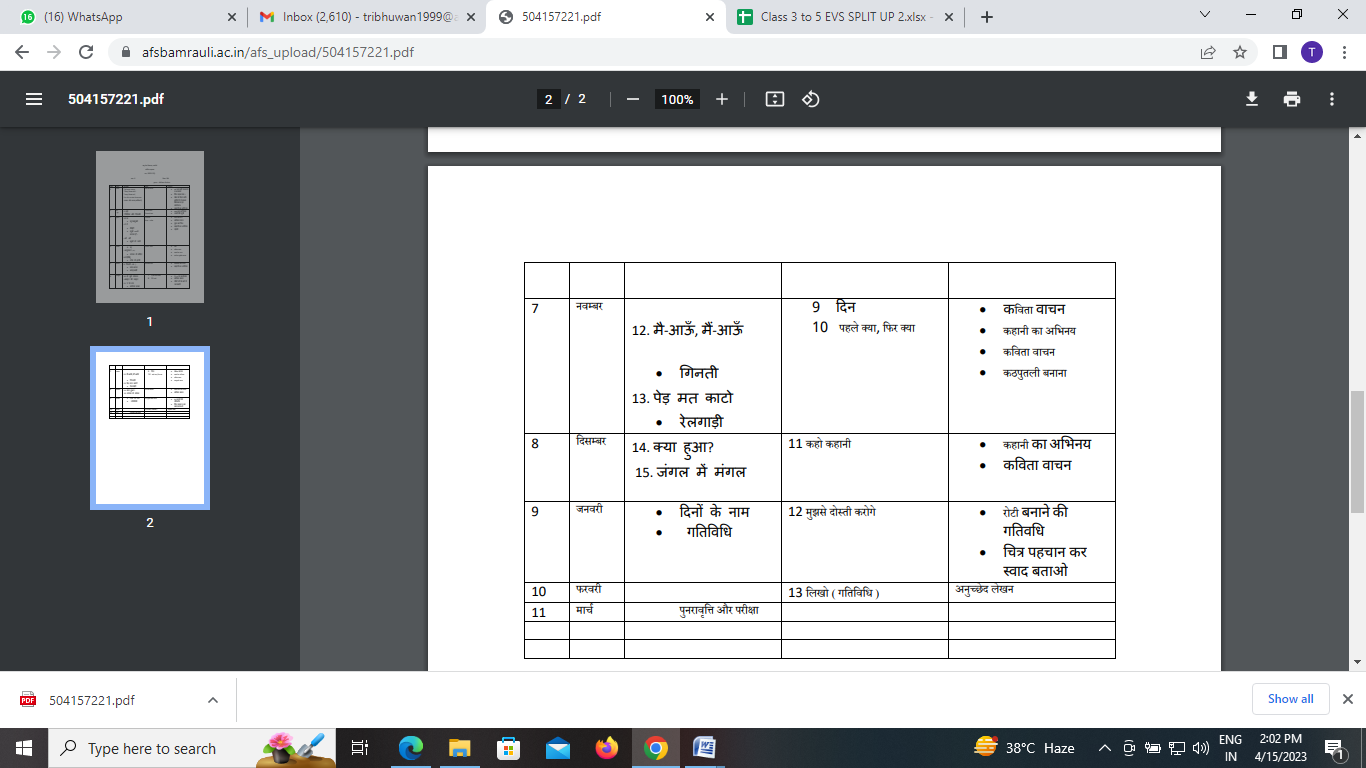 (16) WhatsApp
Inbox (2,610) - tribhuwan1999@
504157221.pdf
Class 3 to 5 EVS SPLIT UP 2.xlsx -
afsbamrauli.ac.in/afs_upload/504157221.pdf
T
504157221.pdf
2 / 2
100%
1
2
7 नवम्बर
12. मै-आऊँ, मैं-आऊँ
गिनती
13. पेड़ मत काटो
रेलगाड़ी
9 दिन
10 पहले क्या, फिर क्या
कविता वाचन
कहानी का अभिनय
कविता वाचन
कठपुतली बनाना
8 दिसम्बर
14. क्या हुआ?
15. जंगल में मंगल
11 कहो कहानी
कहानी का अभिनय
कविता वाचन
9 जनवरी
दिनों के नाम
गतिविधि
12 मुझसे दोस्ती करोगे
रोटी बनाने की
गतिवधि
चित्र पहचान कर
स्वाद बताओ
10 फरवरी
13 लिखो ( गतिविधि )
अनुच्छेद लेखन
11 मार्च
पुनरावृत्ति और परीक्षा
PDF
504157221.pdf
Show all
Type here to search
38°C Haze
ENG
IN
2:02 PM
4/15/2023
1